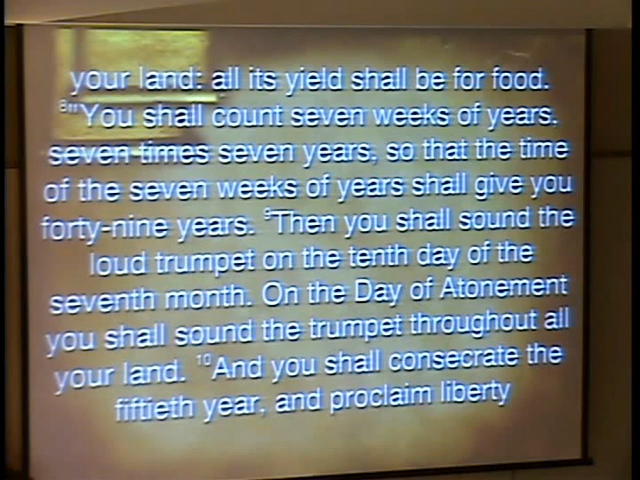 your land: all its yield shall be for food.
8"You shall count seven weeks of years,
seven times seven years, so that the time
of the seven weeks of years shall give you
forty-nine years. 9Then you shall sound the
loud trumpet on the tenth day of the
seventh month. On the Day of Atonement
you shall sound the trumpet throughout all
your land. 10And you shall consecrate the
fiftieth year, and proclaim liberty